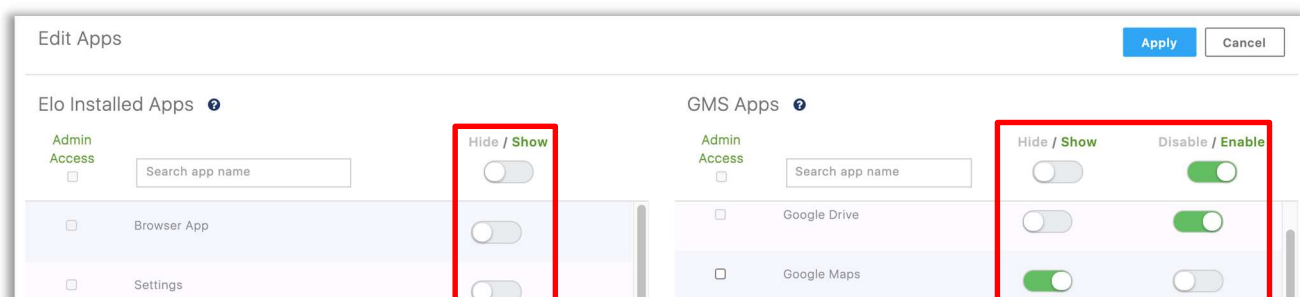 Edit Apps
Apply
Cancel
Elo Installed Apps ?
Admin
Access
Search app name
Hide / Show
Browser App
Settings
GMS Apps ?
Admin
Access
Search app name
Hide / Show
Disable / Enable
Google Drive
Google Maps